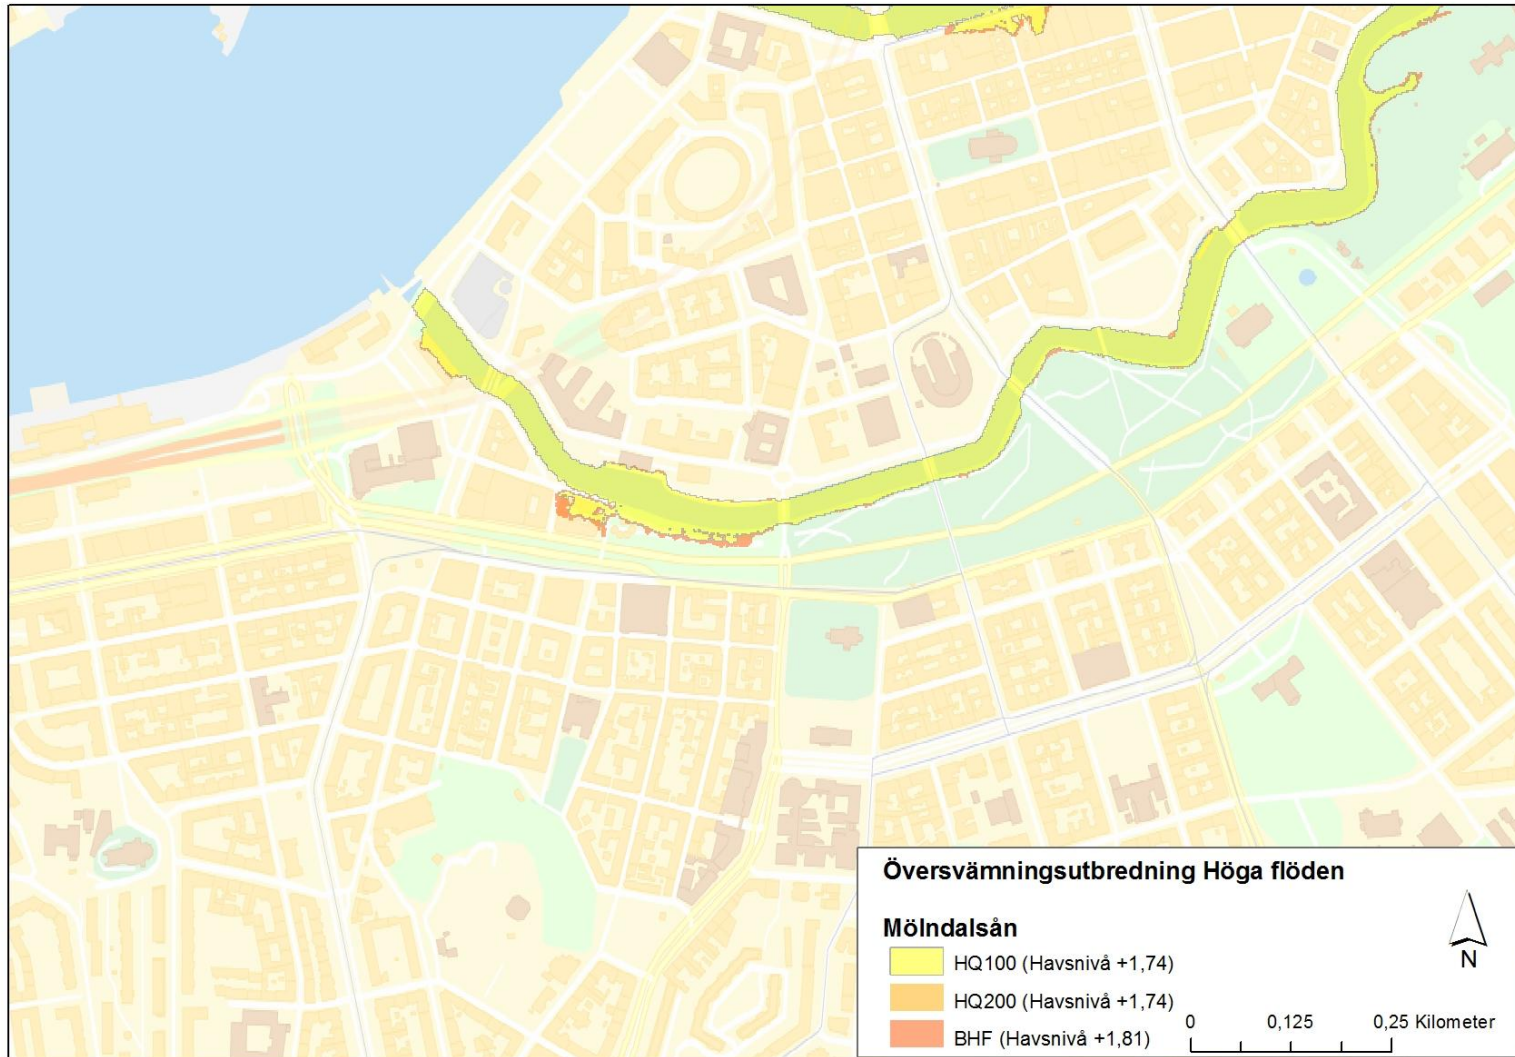 Översvämningsutbredning Höga flöden
Mölndalsån
HQ100 (Havsnivå +1,74)
HQ200 (Havsnivå +1,74)
BHF (Havsnivå +1,81)
N
0 0,125 0,25 Kilometer